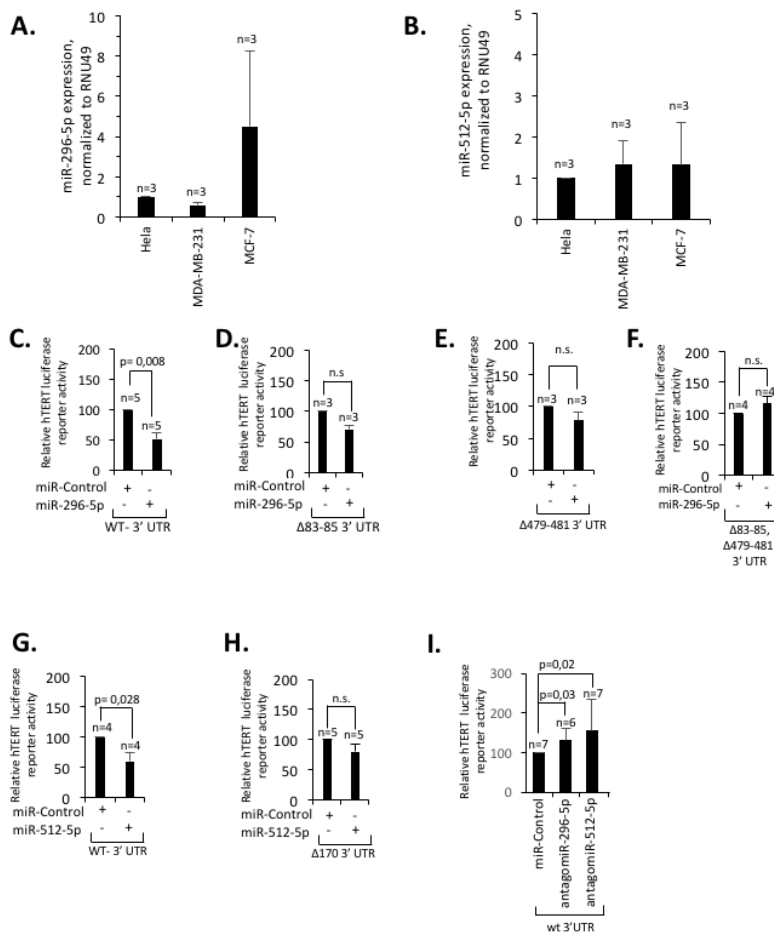 A.
miR-296-5p expression,
normalized to RNU49
10
8
6
4
2
0
n=3
n=3
n=3
Hela
MDA-MB-231
MCF-7
B.
miR-512-5p expression,
normalized to RNU49
5
4
3
2
1
0
n=3
n=3
n=3
Hela
MDA-MB-231
MCF-7
C.
Relative hTERT luciferase
reporter activity
200
150
100
50
p= 0,008
n=5
n=5
miR-Control + -
miR-296-5p - +
WT- 3' UTR
D.
Relative hTERT luciferase
reporter activity
200
150
100
50
0
n.s
n=3
n=3
miR-Control + -
miR-296-5p - +
Δ83-85 3' UTR
E.
Relative hTERT luciferase
reporter activity
200
150
100
50
0
n.s.
n=3
n=3
+ -
- +
Δ479-481 3' UTR
F.
Relative hTERT luciferase
reporter activity
200
150
100
50
0
n.s.
n=4
n=4
miR-Control + -
miR-296-5p - +
Δ83-85,
Δ479-481
3' UTR
G.
Relative hTERT luciferase
reporter activity
200
150
100
50
0
p= 0,028
n=4
n=4
miR-Control + -
miR-512-5p - +
WT- 3' UTR
H.
Relative hTERT luciferase
reporter activity
200
150
100
50
0
n.s.
n=5
n=5
miR-Control + -
miR-512-5p - +
Δ170 3' UTR
I.
Relative hTERT luciferase
reporter activity
300
200
100
0
p=0,02
p=0,03
n=7
n=6
n=7
miR-Control
antagomiR-296-5p
antagomiR-512-5p
wt 3'UTR